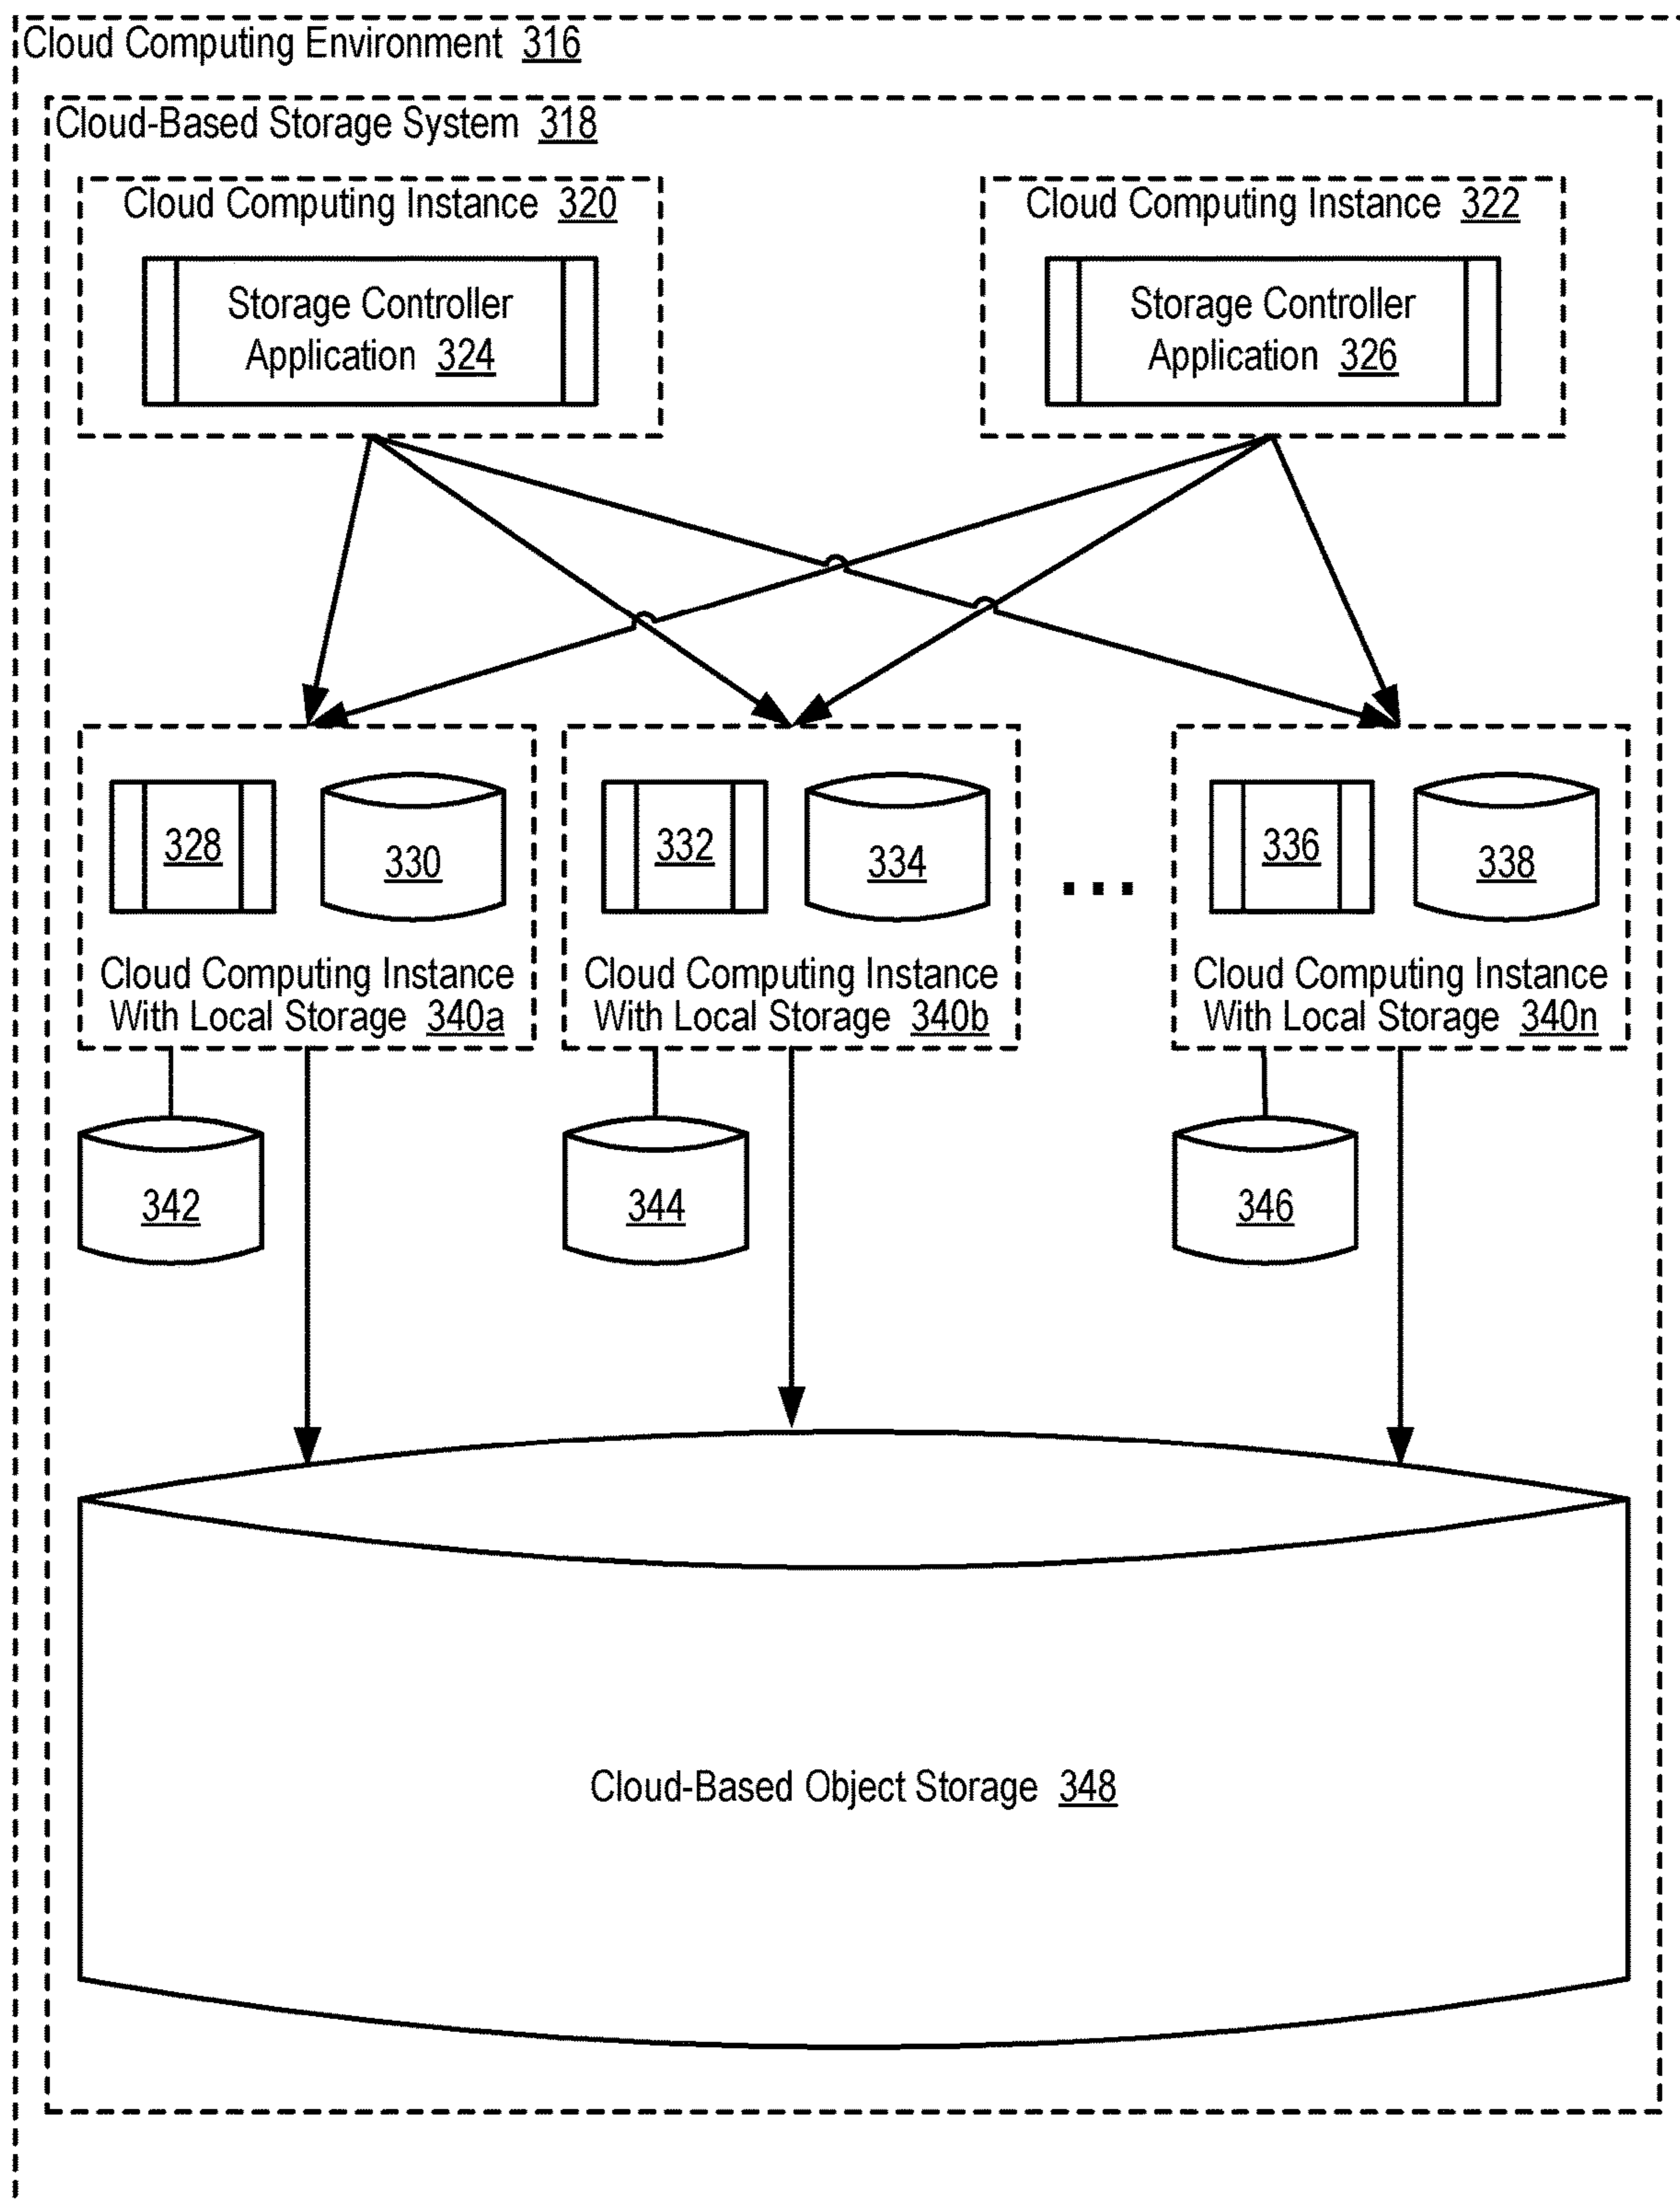 Cloud Computing Environment 316
Cloud-Based Storage System 318
Cloud Computing Instance 320
Storage Controller
Application 324
Cloud Computing Instance 322
Storage Controller
Application 326
328
330
Cloud Computing Instance
With Local Storage 340a
332
334
Cloud Computing Instance
With Local Storage 340b
...
336
338
Cloud Computing Instance
With Local Storage 340n
342
344
346
Cloud-Based Object Storage 348